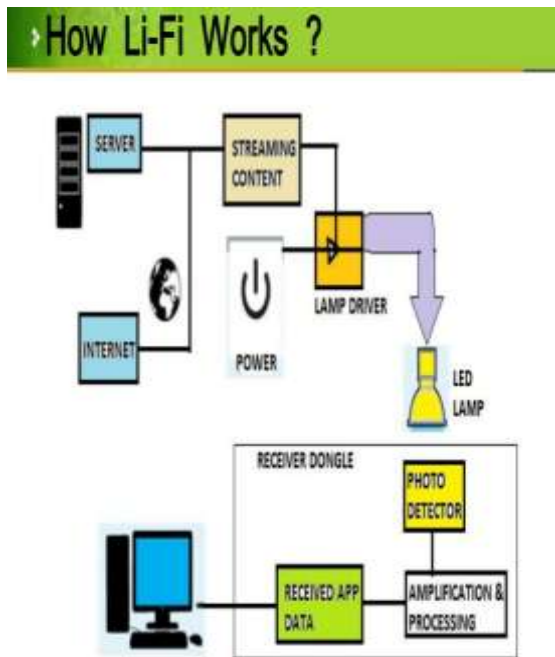 How Li-Fi Works ?
SERVER
STREAMING
CONTENT
LAMP DRIVER
POWER
INTERNET
LED
LAMP
RECEIVER DONGLE
PHOTO
DETECTOR
RECEIVED APP
DATA
AMPLIFICATION &
PROCESSING